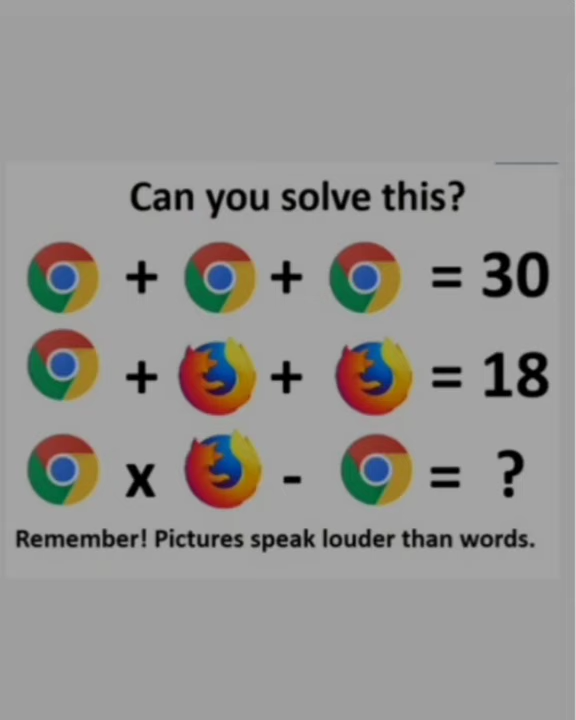 Can you solve this?
+ + = 30
+ + = 18
x - = ?
Remember! Pictures speak louder than words.